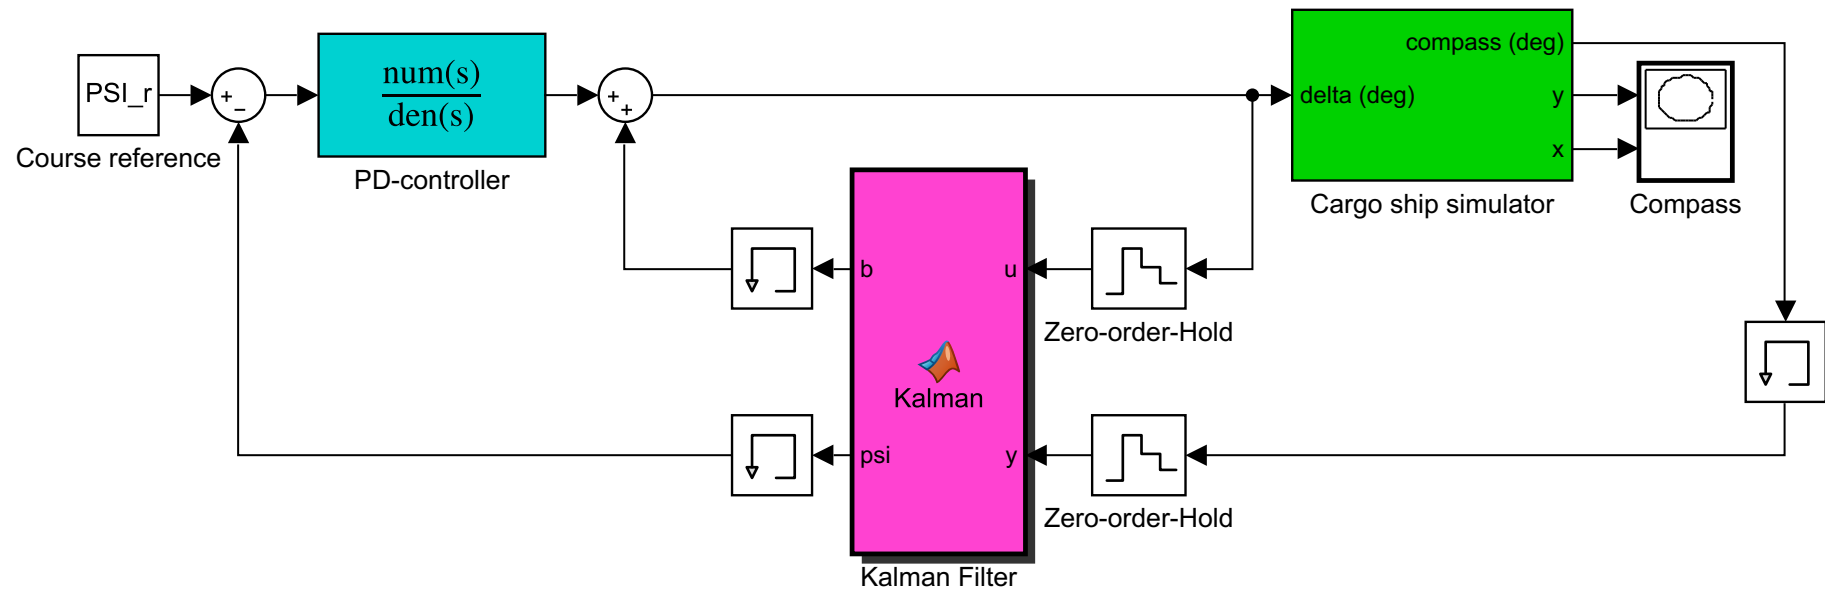 PSI_r
Course reference
+
−
num(s)
den(s)
PD-controller
+
+
compass (deg)
delta (deg)
y
x
Cargo ship simulator
Compass
b
u
Zero-order-Hold
Kalman
psi
y
Zero-order-Hold
Kalman Filter